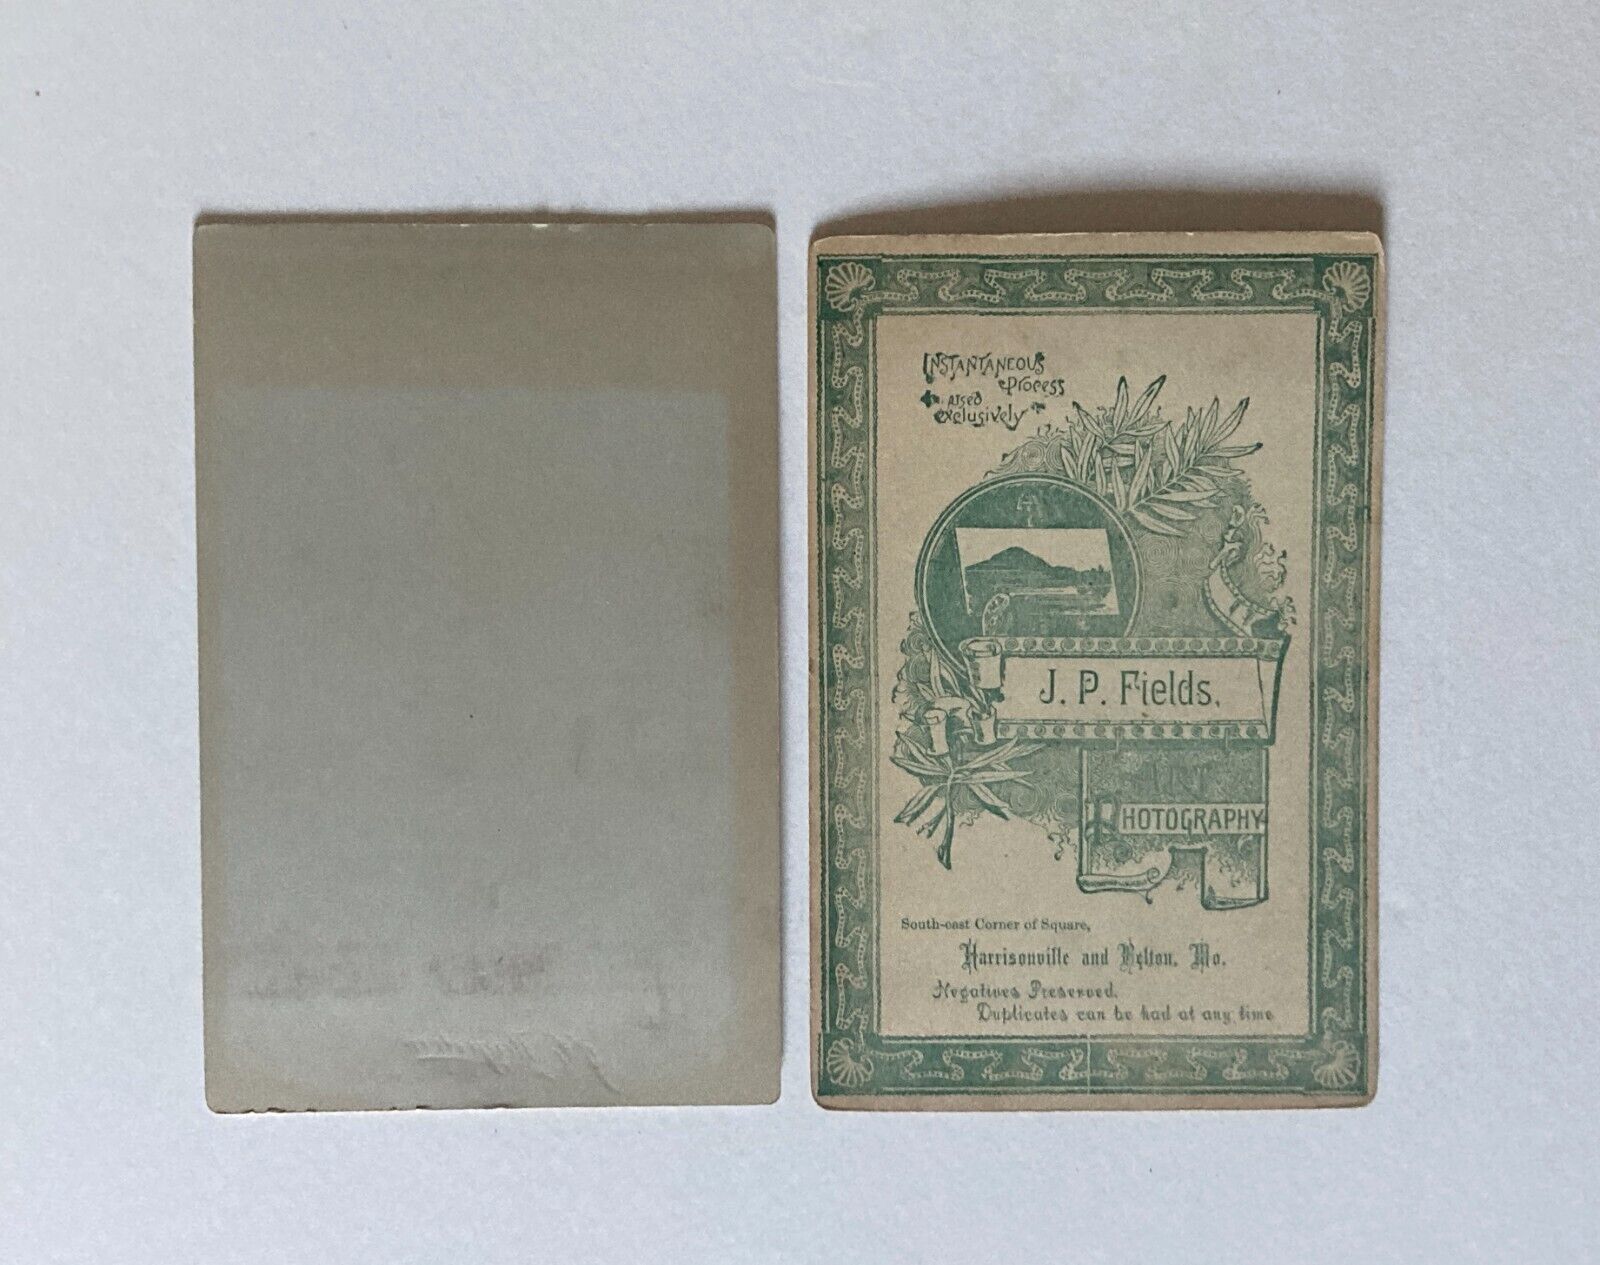 INSTANTANEOUS
Process
used
exclusively
J. P. Fields.
ART
PHOTOGRAPHY
South-east Corner of Square,
Harrisonville and Belton, Mo.
Negatives Preserved.
Duplicates can be had at any time